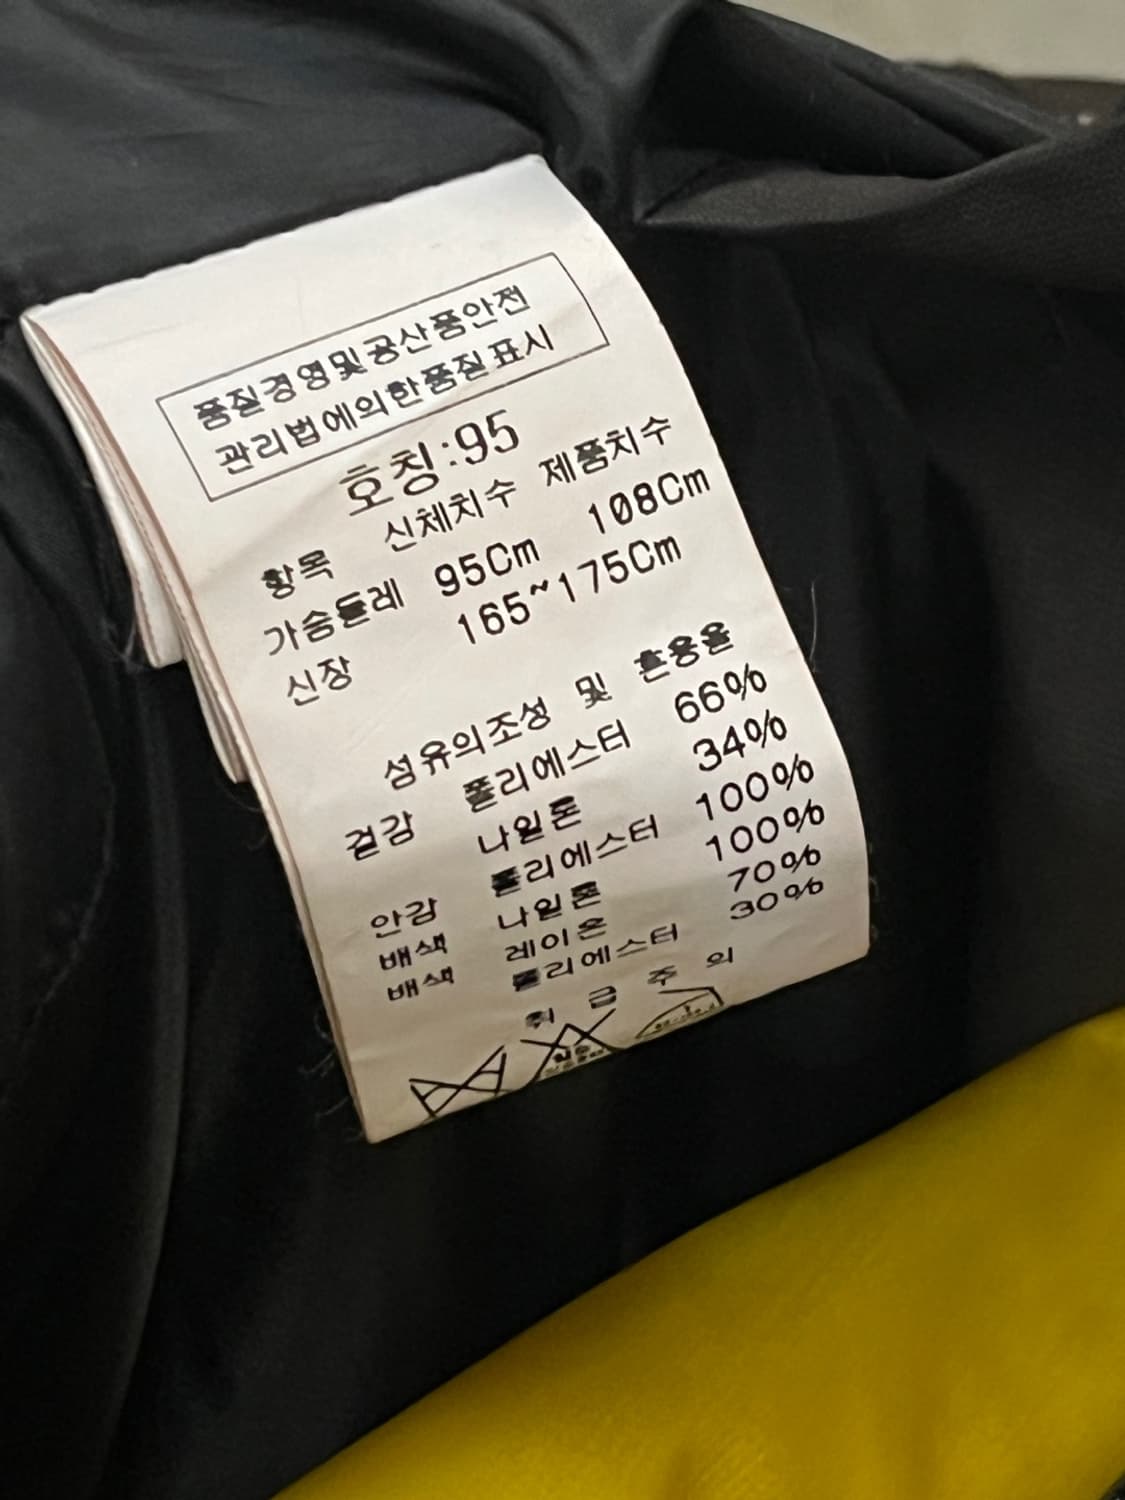 품질경영및공산품안전
관리법에의한품질표시
호칭:95
항목 신체치수 제품치수
가슴둘레 95Cm 108Cm
신장 165~175Cm
섬유의조성 및 혼용율
겉감 폴리에스터 66%
나일론 34%
안감 폴리에스터 100%
배색 나일론 100%
배색 레이온 70%
폴리에스터 30%
취 급 주 의